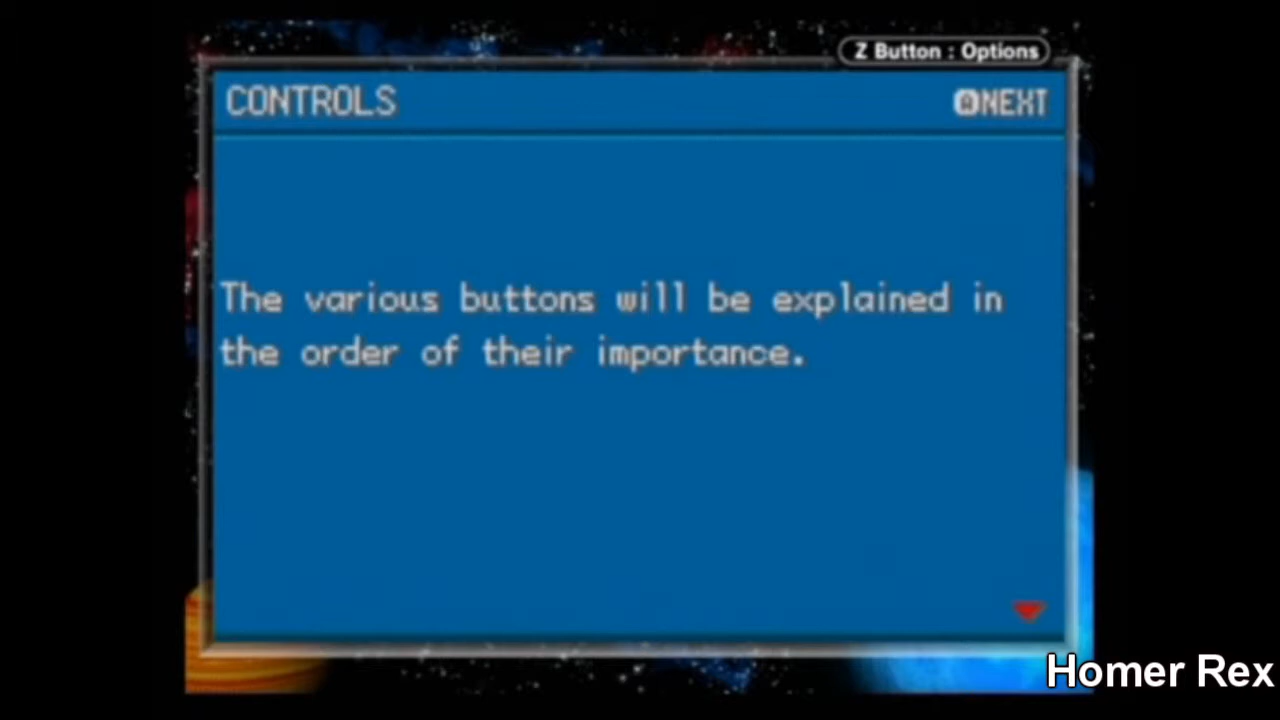 Z Button : Options
CONTROLS
A NEXT
The various buttons will be explained in
the order of their importance.
Homer Rex